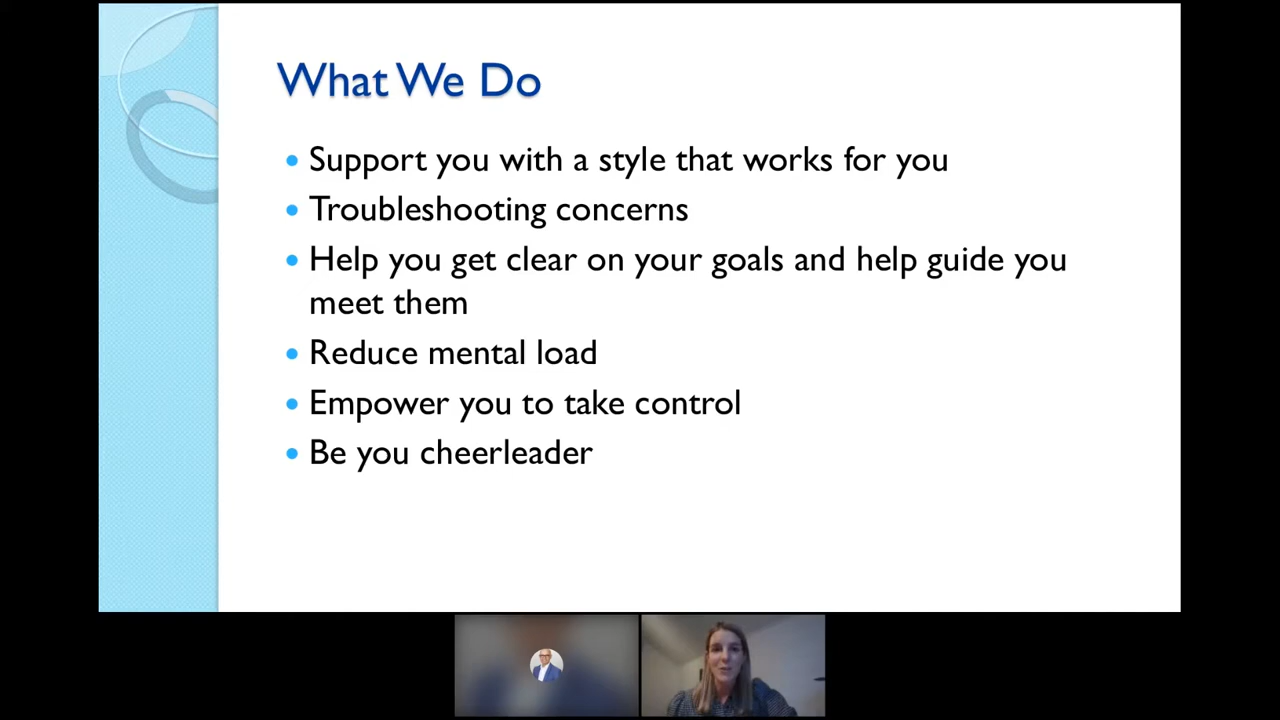 What We Do
Support you with a style that works for you
Troubleshooting concerns
Help you get clear on your goals and help guide you
meet them
Reduce mental load
Empower you to take control
Be you cheerleader